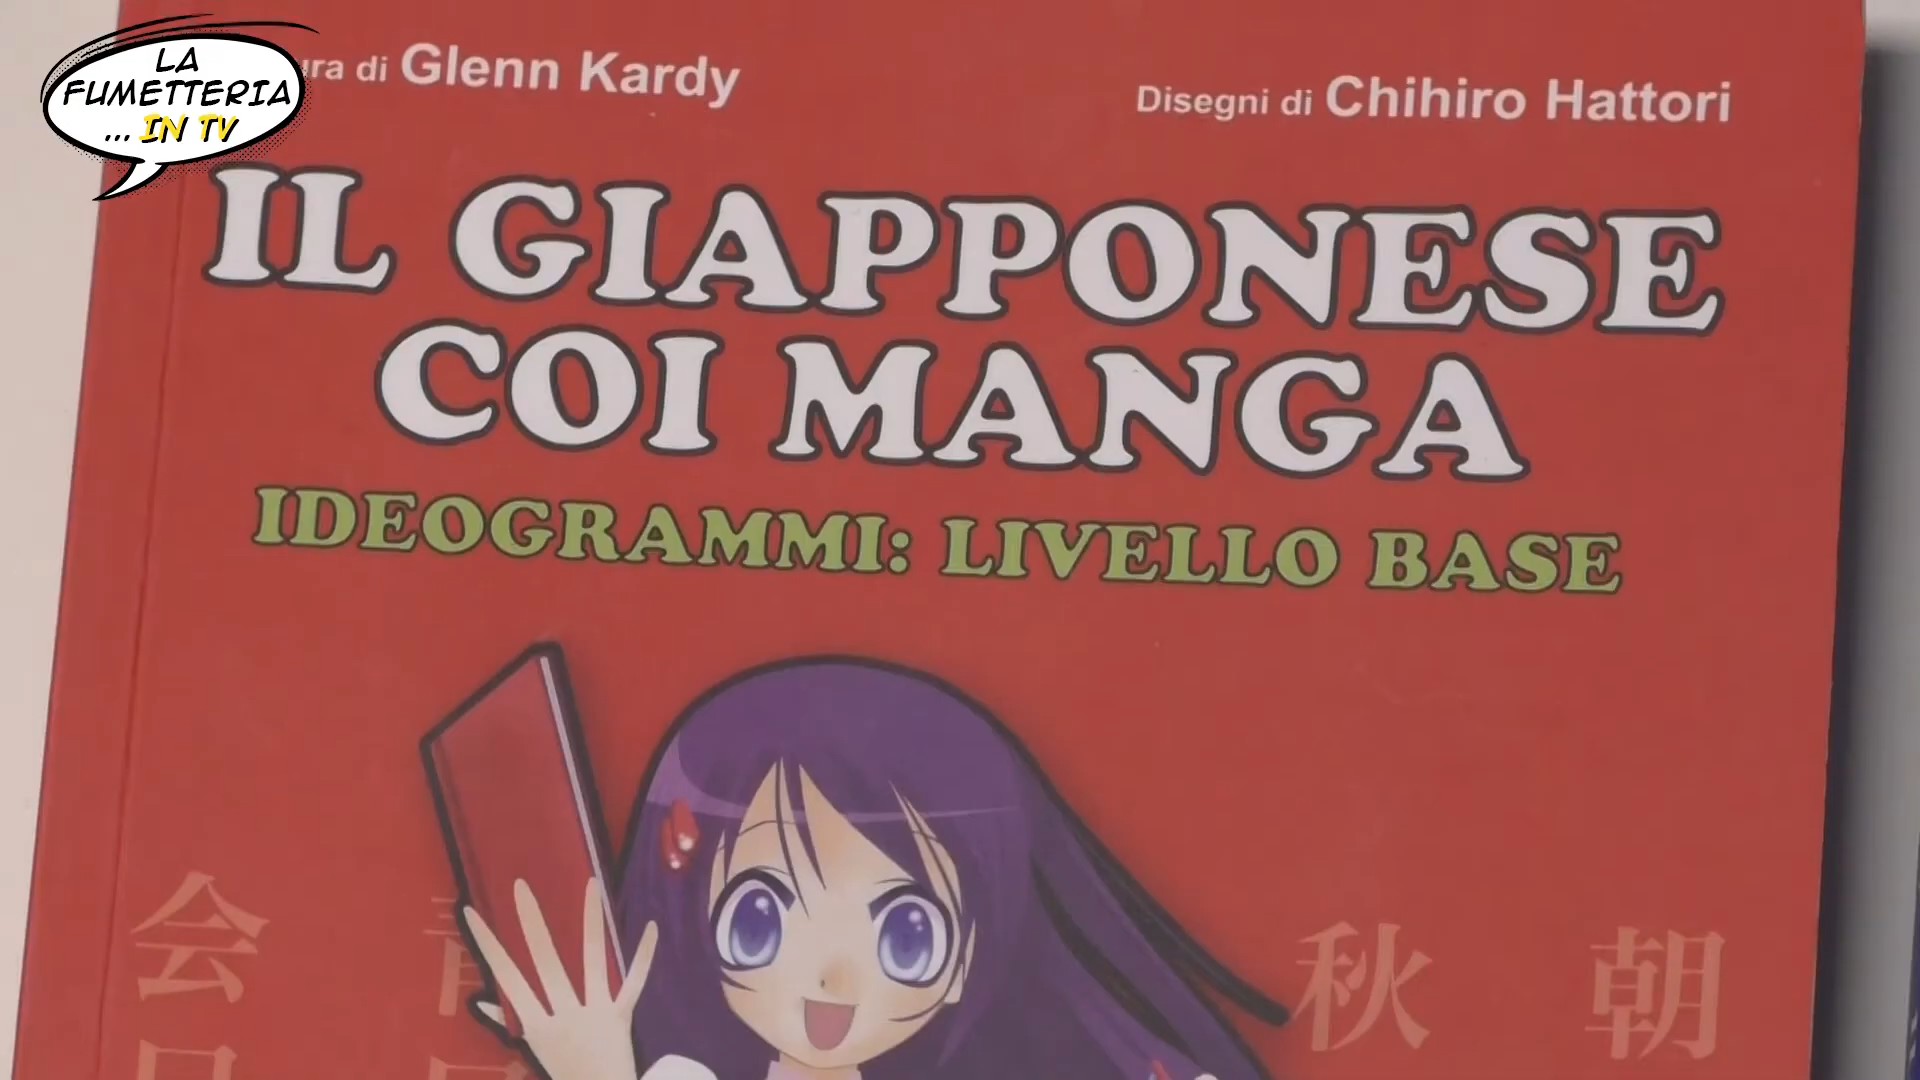 LA
FUMETTERIA
... IN TV
ra di Glenn Kardy
Disegni di Chihiro Hattori
IL GIAPPONESE
COI MANGA
IDEOGRAMMI: LIVELLO BASE
会 秋 朝